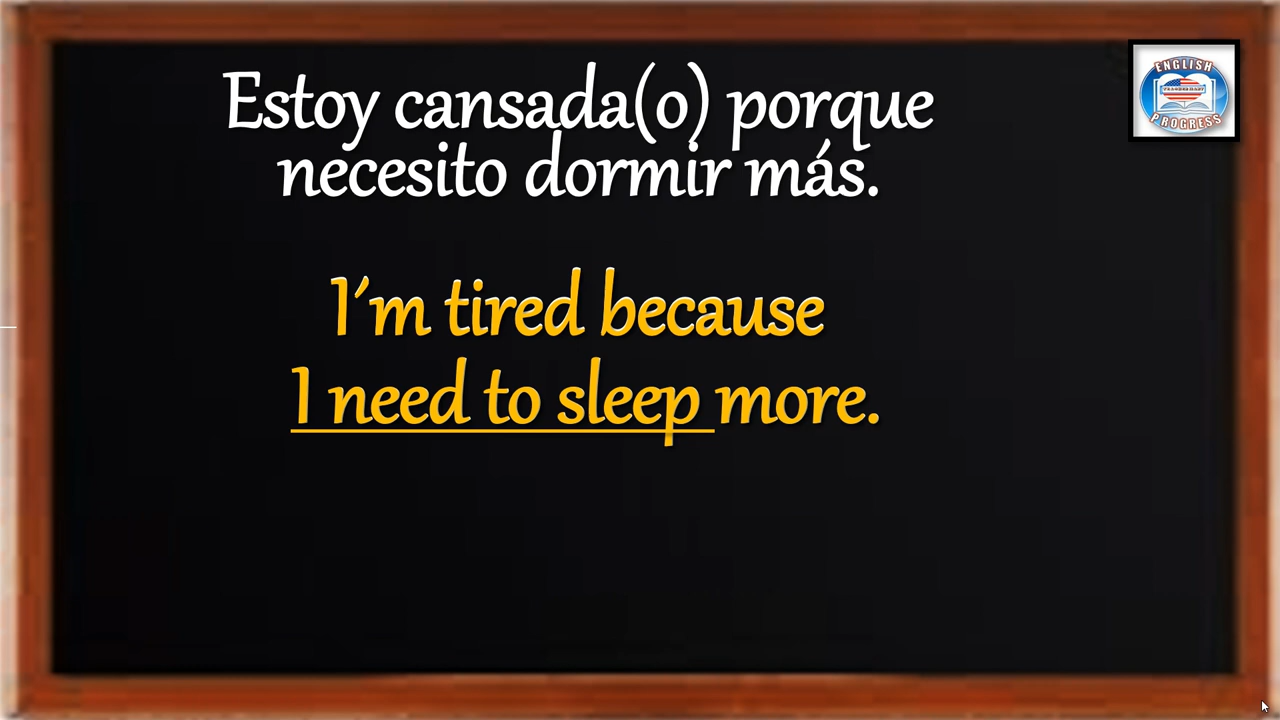 Estoy cansada(o) porque
necesito dormir más.
I´m tired because
I need to sleep more.
ENGLISH
PROGRESS